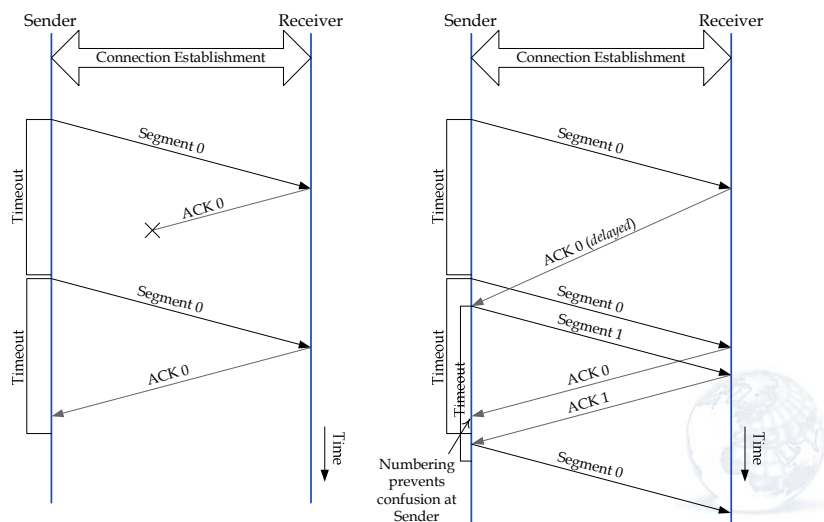 Sender
Receiver
Connection Establishment
Timeout
Segment 0
ACK 0
Timeout
Segment 0
ACK 0
Time
Sender
Receiver
Connection Establishment
Timeout
Segment 0
ACK 0 (delayed)
Timeout
Segment 0
Segment 1
Timeout
ACK 0
ACK 1
Numbering
prevents
confusion at
Sender
Segment 0
Time